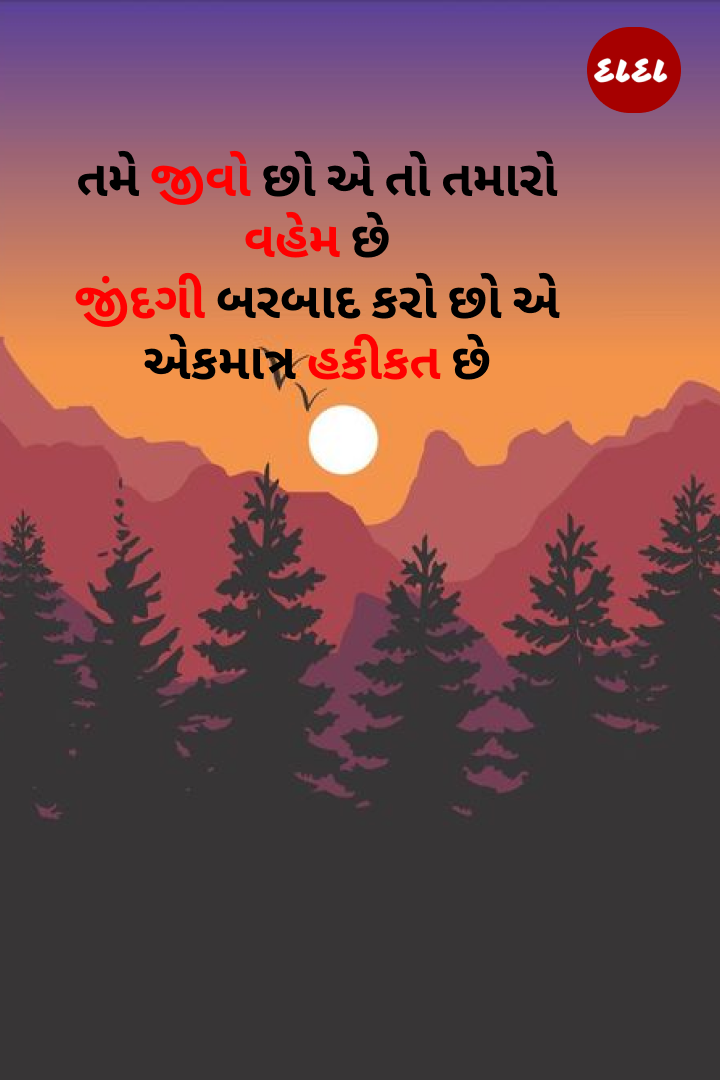 દાદા
તમે જીવો છો એ તો તમારો
વહેમ છે
જીંદગી બરબાદ કરો છો એ
એકમાત્ર હકીકત છે